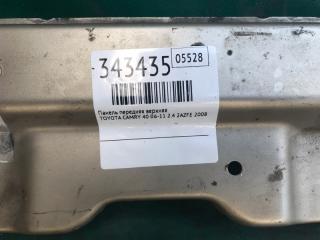 343435 05528
Панель передняя верхняя
TOYOTA CAMRY 40 06-11 2.4 2AZFE 2008